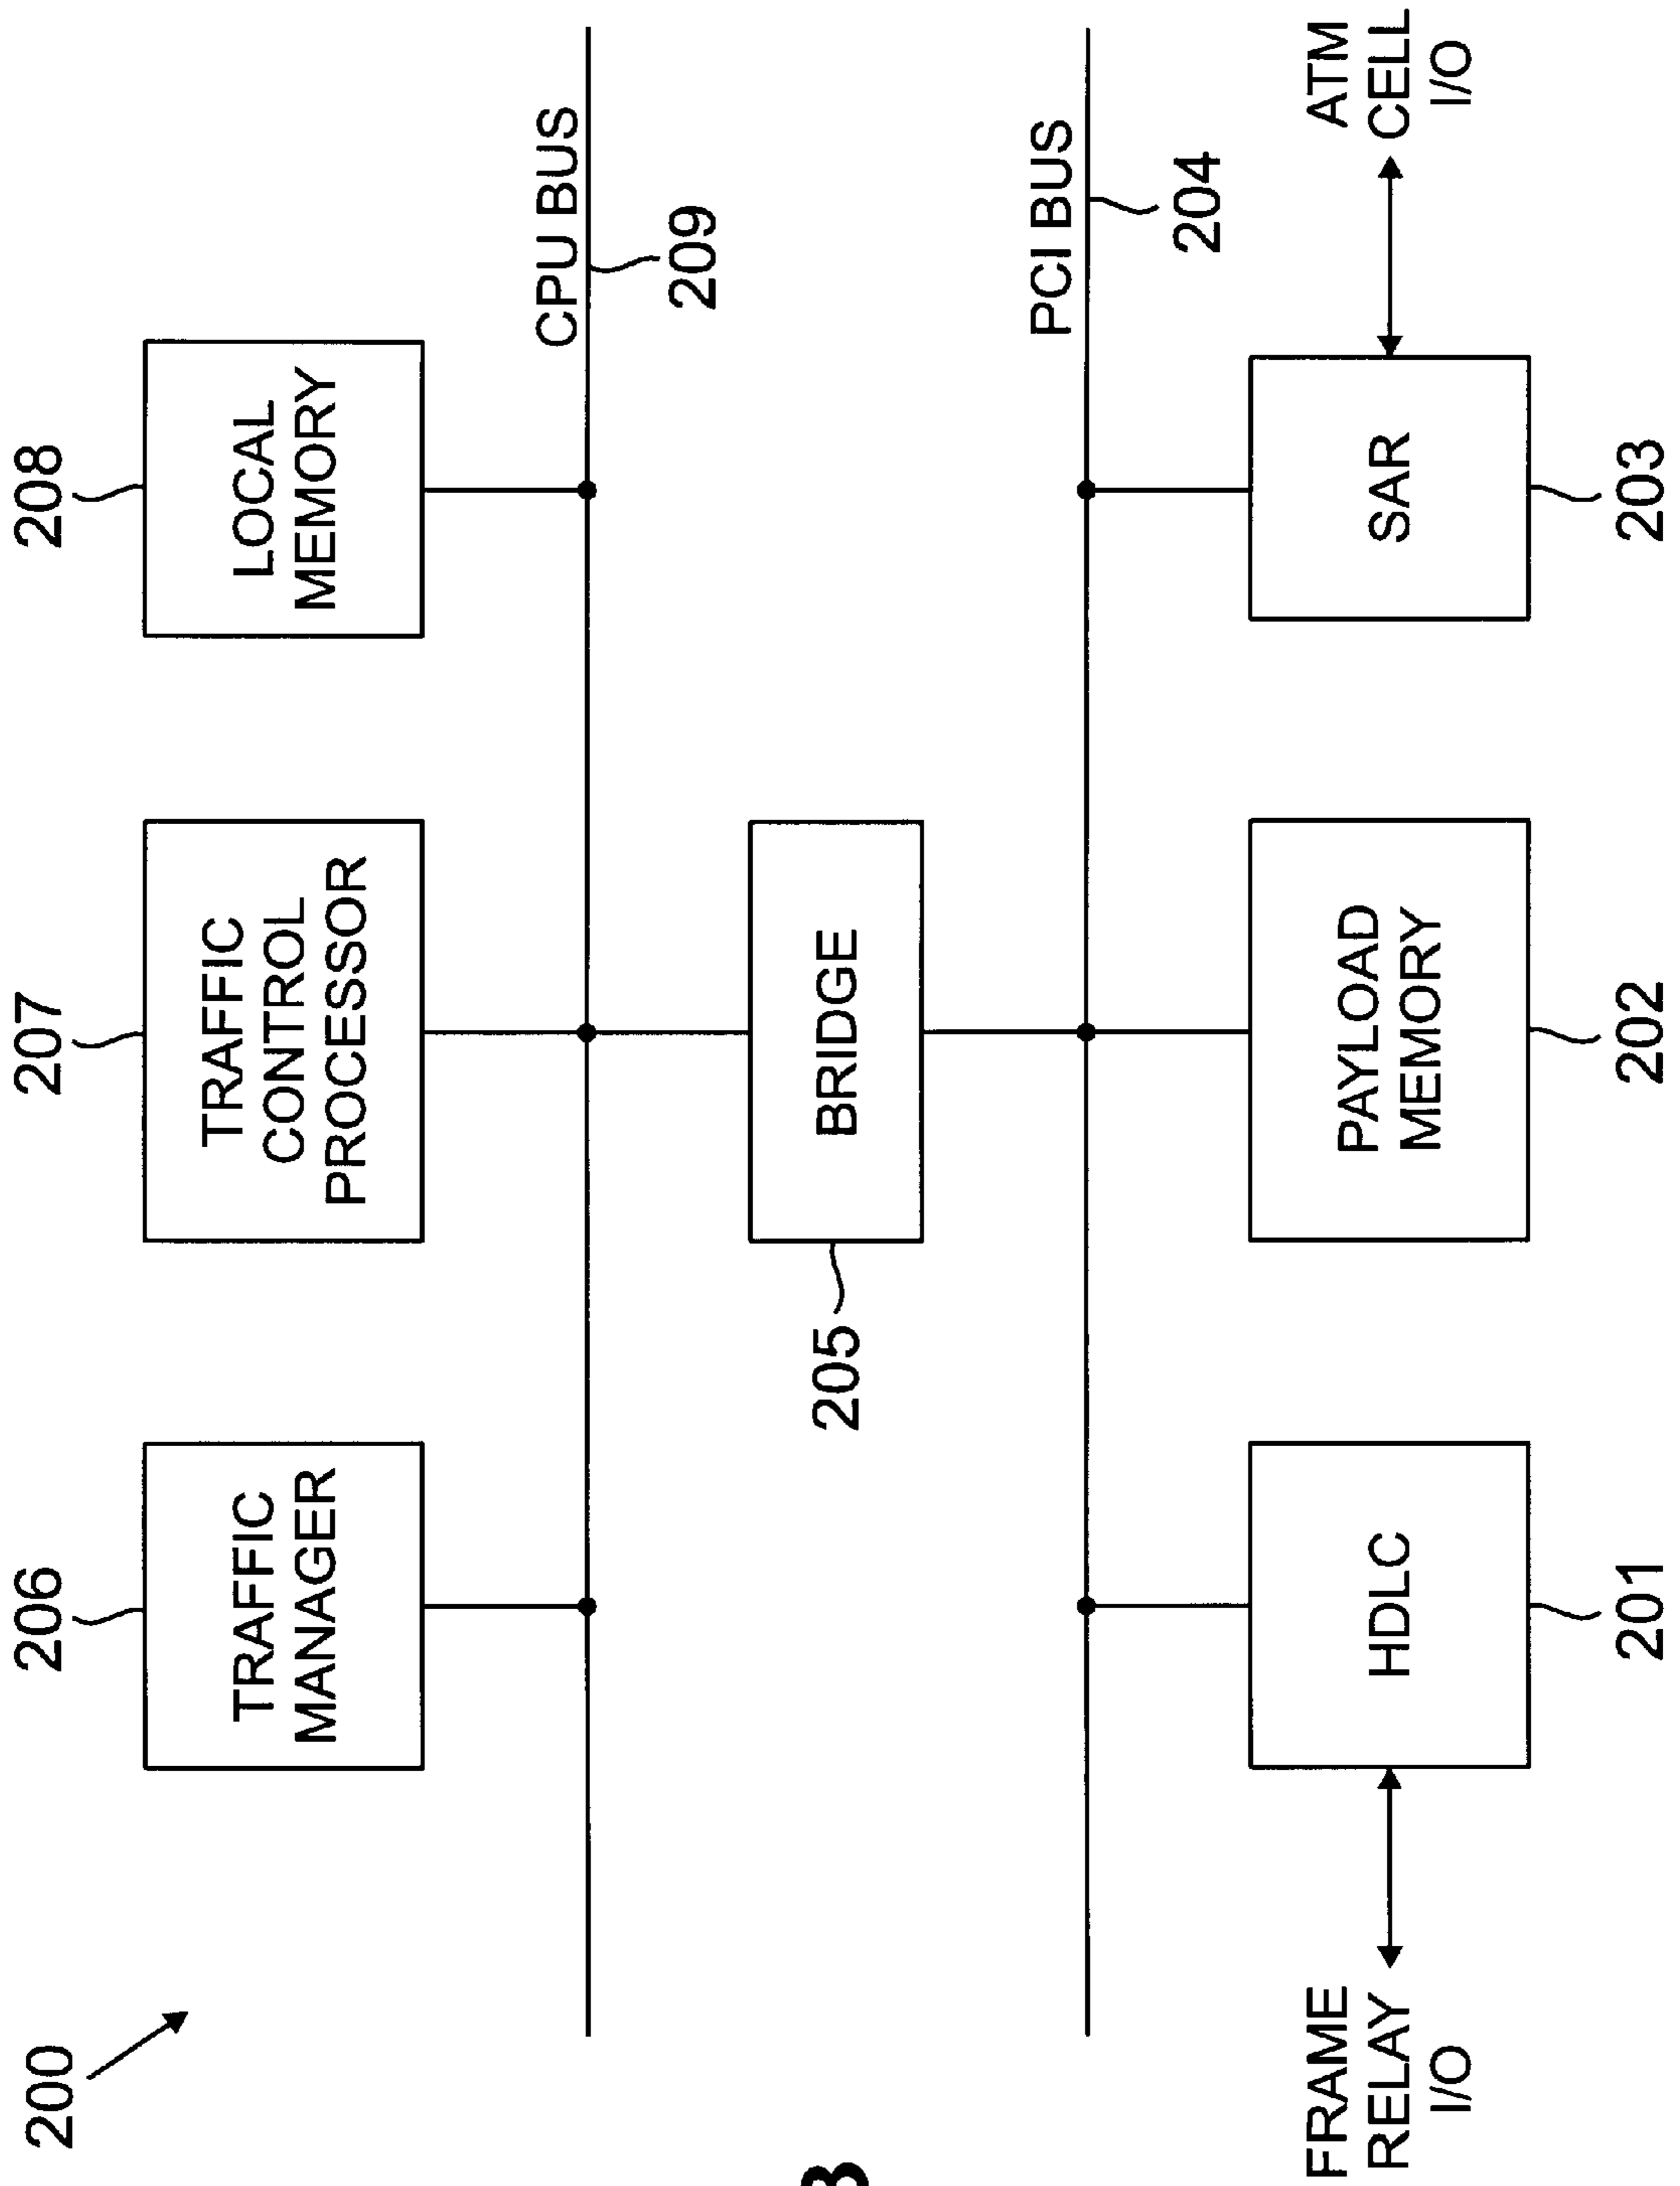 200
206
207
208
TRAFFIC
MANAGER
TRAFFIC
CONTROL
PROCESSOR
LOCAL
MEMORY
CPU BUS
209
205
BRIDGE
PCI BUS
204
FRAME
RELAY
I/O
HDLC
PAYLOAD
MEMORY
SAR
ATM
CELL
I/O
201
202
203